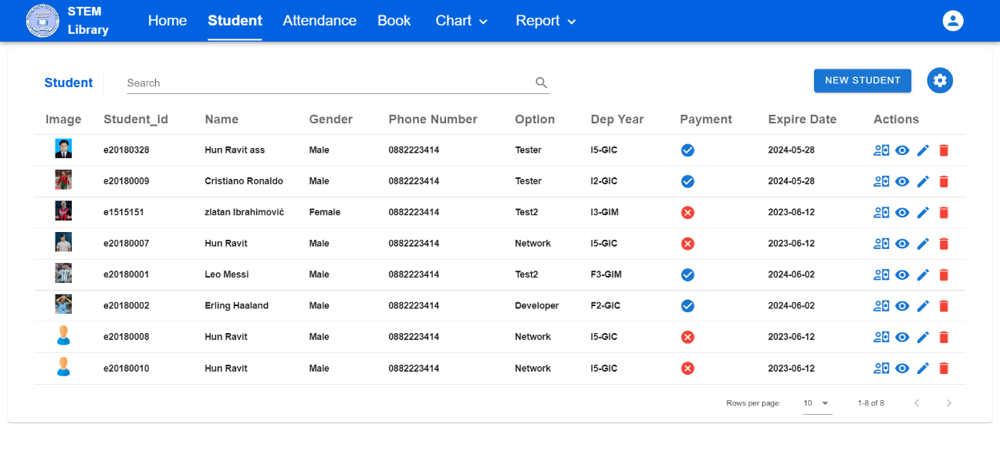 STEM
Library
Home Student Attendance Book Chart Report
Student Search NEW STUDENT
Image Student_id Name Gender Phone Number Option Dep Year Payment Expire Date Actions
e20180328 Hun Ravit ass Male 0882223414 Tester I5-GIC 2024-05-28
e20180009 Cristiano Ronaldo Male 0882223414 Tester I2-GIC 2024-05-28
e1515151 zlatan Ibrahimović Female 0882223414 Test2 I3-GIM 2023-06-12
e20180007 Hun Ravit Male 0882223414 Network I5-GIC 2023-06-12
e20180001 Leo Messi Male 0882223414 Test2 F3-GIM 2024-06-02
e20180002 Erling Haaland Male 0882223414 Developer F2-GIC 2024-06-02
e20180008 Hun Ravit Male 0882223414 Network I5-GIC 2023-06-12
e20180010 Hun Ravit Male 0882223414 Network I5-GIC 2023-06-12
Rows per page: 10 1-8 of 8